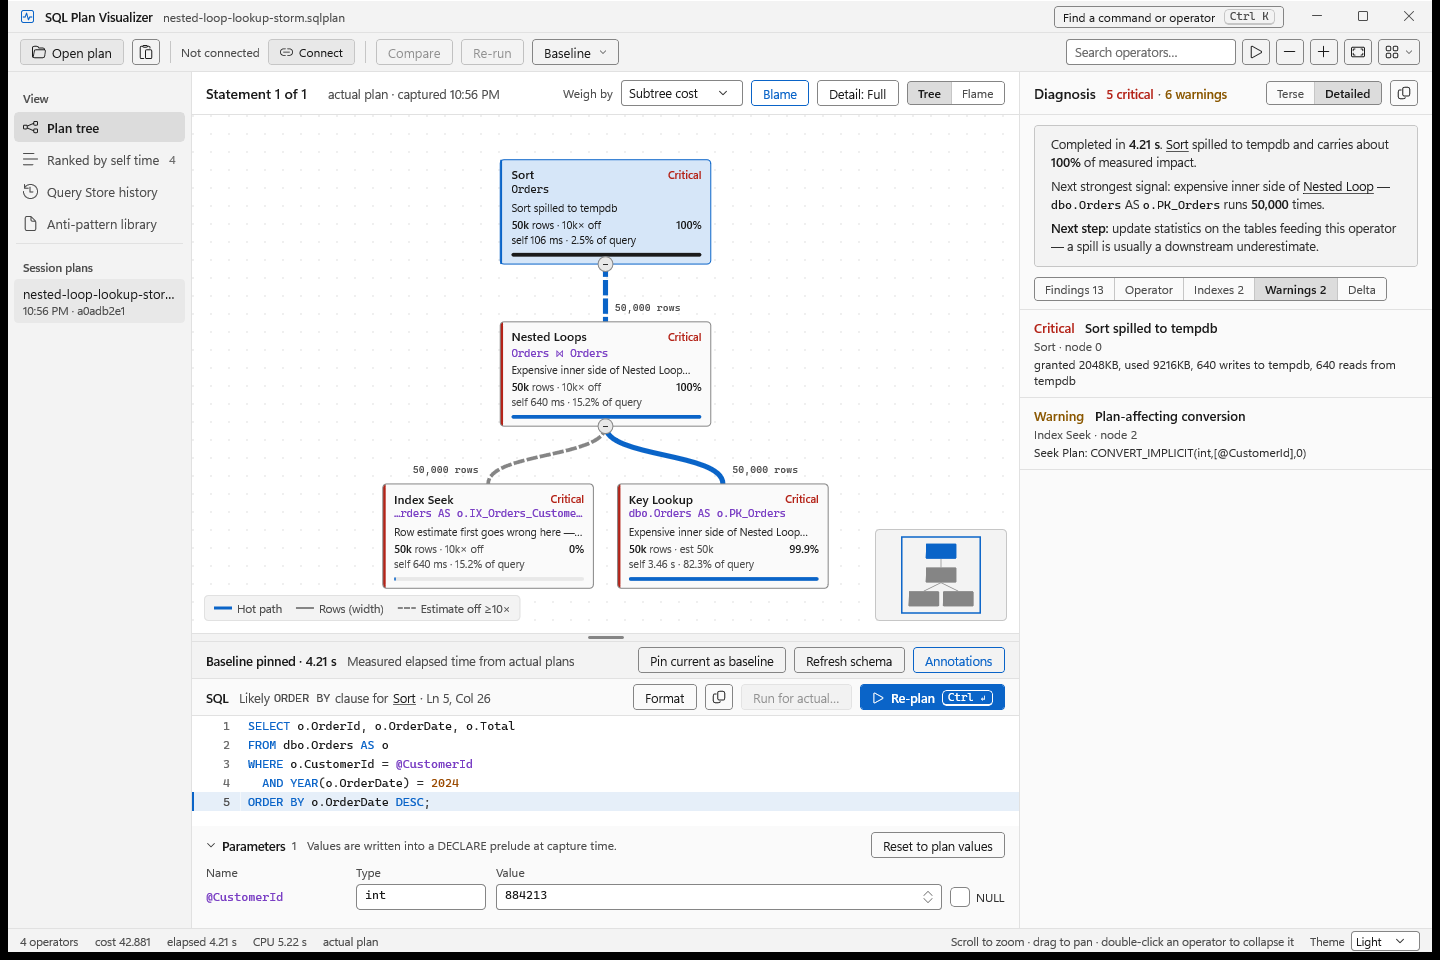 SQL Plan Visualizer nested-loop-lookup-storm.sqlplan
Find a command or operator Ctrl K
Open plan
Not connected
Connect
Compare
Re-run
Baseline
Search operators...
View
Plan tree
Ranked by self time 4
Query Store history
Anti-pattern library
Session plans
nested-loop-lookup-stor...
10:56 PM · a0adb2e1
Statement 1 of 1 actual plan · captured 10:56 PM
Weigh by Subtree cost
Blame
Detail: Full
Tree
Flame
Sort Critical
Orders
Sort spilled to tempdb
50k rows · 10k× off 100%
self 106 ms · 2.5% of query
50,000 rows
Nested Loops Critical
Orders ⋈ Orders
Expensive inner side of Nested Loop...
50k rows · 10k× off 100%
self 640 ms · 15.2% of query
50,000 rows
50,000 rows
Index Seek Critical
…rders AS o.IX_Orders_Custome…
Row estimate first goes wrong here —...
50k rows · 10k× off 0%
self 640 ms · 15.2% of query
Key Lookup Critical
dbo.Orders AS o.PK_Orders
Expensive inner side of Nested Loop...
50k rows · est 50k 99.9%
self 3.46 s · 82.3% of query
Hot path
Rows (width)
Estimate off ≥10×
Baseline pinned · 4.21 s Measured elapsed time from actual plans
Pin current as baseline
Refresh schema
Annotations
SQL Likely ORDER BY clause for Sort · Ln 5, Col 26
Format
Run for actual...
Re-plan Ctrl ↲
1 SELECT o.OrderId, o.OrderDate, o.Total
2 FROM dbo.Orders AS o
3 WHERE o.CustomerId = @CustomerId
4 AND YEAR(o.OrderDate) = 2024
5 ORDER BY o.OrderDate DESC;
Parameters 1 Values are written into a DECLARE prelude at capture time.
Reset to plan values
Name Type Value
@CustomerId int 884213 NULL
Diagnosis 5 critical · 6 warnings
Terse
Detailed
Completed in 4.21 s. Sort spilled to tempdb and carries about
100% of measured impact.
Next strongest signal: expensive inner side of Nested Loop —
dbo.Orders AS o.PK_Orders runs 50,000 times.
Next step: update statistics on the tables feeding this operator
— a spill is usually a downstream underestimate.
Findings 13
Operator
Indexes 2
Warnings 2
Delta
Critical Sort spilled to tempdb
Sort · node 0
granted 2048KB, used 9216KB, 640 writes to tempdb, 640 reads from
tempdb
Warning Plan-affecting conversion
Index Seek · node 2
Seek Plan: CONVERT_IMPLICIT(int,[@CustomerId],0)
4 operators cost 42.881 elapsed 4.21 s CPU 5.22 s actual plan
Scroll to zoom · drag to pan · double-click an operator to collapse it
Theme Light